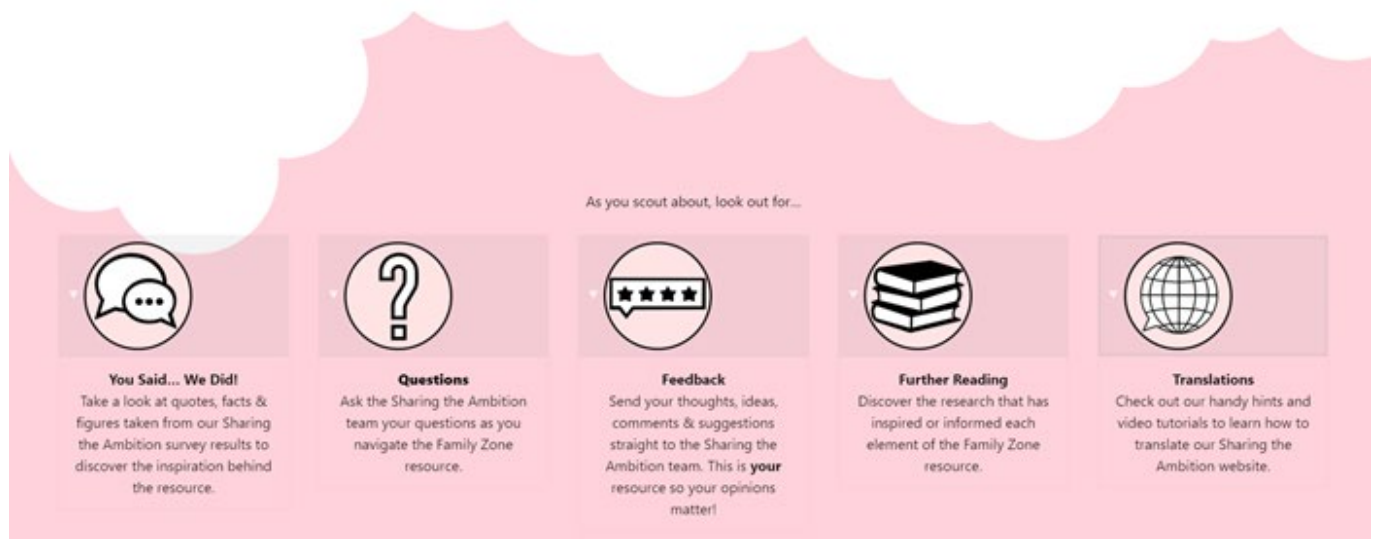 As you scout about, look out for...
You Said... We Did!
Take a look at quotes, facts &
figures taken from our Sharing
the Ambition survey results to
discover the inspiration behind
the resource.
Questions
Ask the Sharing the Ambition
team your questions as you
navigate the Family Zone
resource.
Feedback
Send your thoughts, ideas,
comments & suggestions
straight to the Sharing the
Ambition team. This is your
resource so your opinions
matter!
Further Reading
Discover the research that has
inspired or informed each
element of the Family Zone
resource.
Translations
Check out our handy hints and
video tutorials to learn how to
translate our Sharing the
Ambition website.